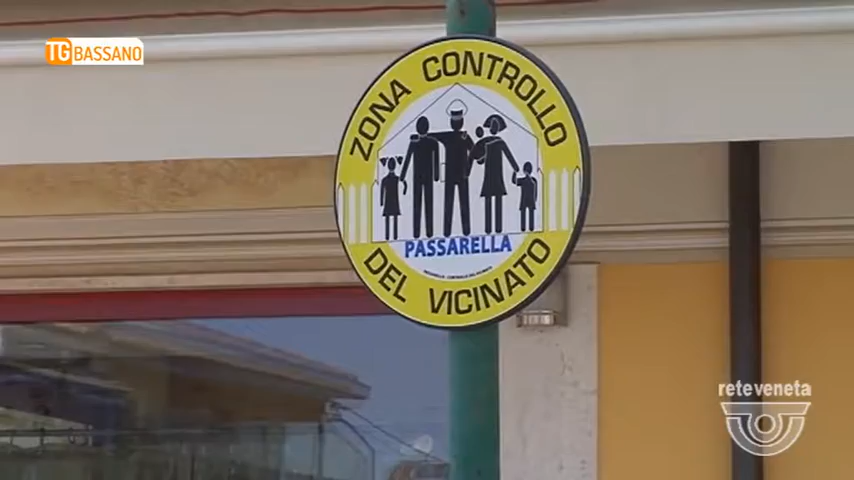 TG BASSANO
ZONA CONTROLLO
PASSARELLA
DEL VICINATO
reteveneta